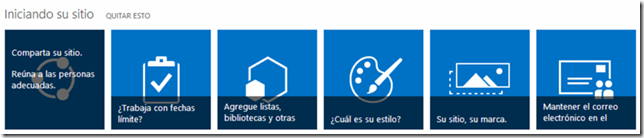 Iniciando su sitio QUITAR ESTO
Comparta su sitio.
Reúna a las personas
adecuadas.
¿Trabaja con fechas
límite?
Agregue listas,
bibliotecas y otras
¿Cuál es su estilo?
Su sitio, su marca.
Mantener el correo
electrónico en el